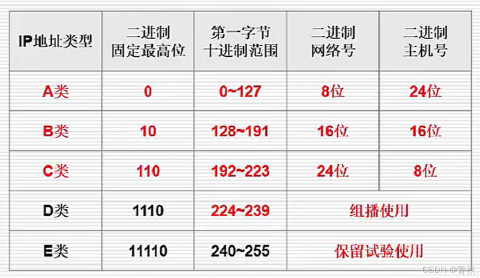 IP地址类型 二进制固定最高位 第一字节十进制范围 二进制网络号 二进制主机号
A类 0 0~127 8位 24位
B类 10 128~191 16位 16位
C类 110 192~223 24位 8位
D类 1110 224~239 组播使用
E类 11110 240~255 保留试验使用